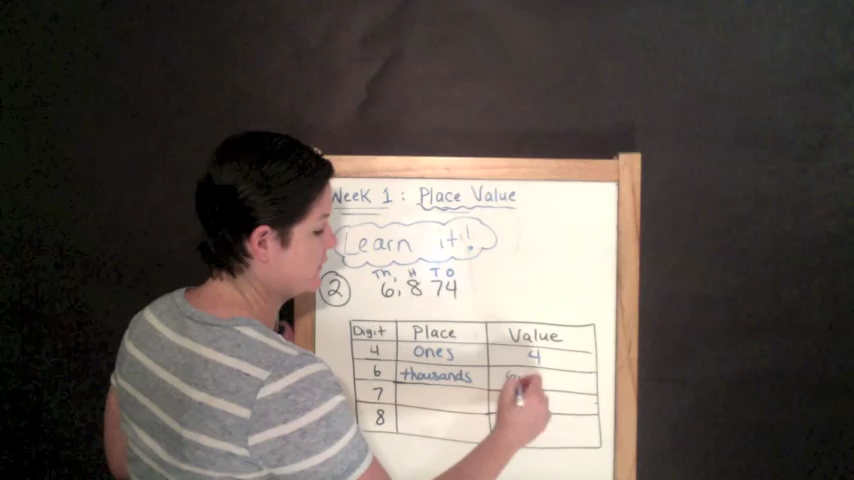 Week 1: Place Value
Learn it!
Th, H T O
2 6,874
Digit Place Value
4 Ones 4
6 thousands 6
7
8